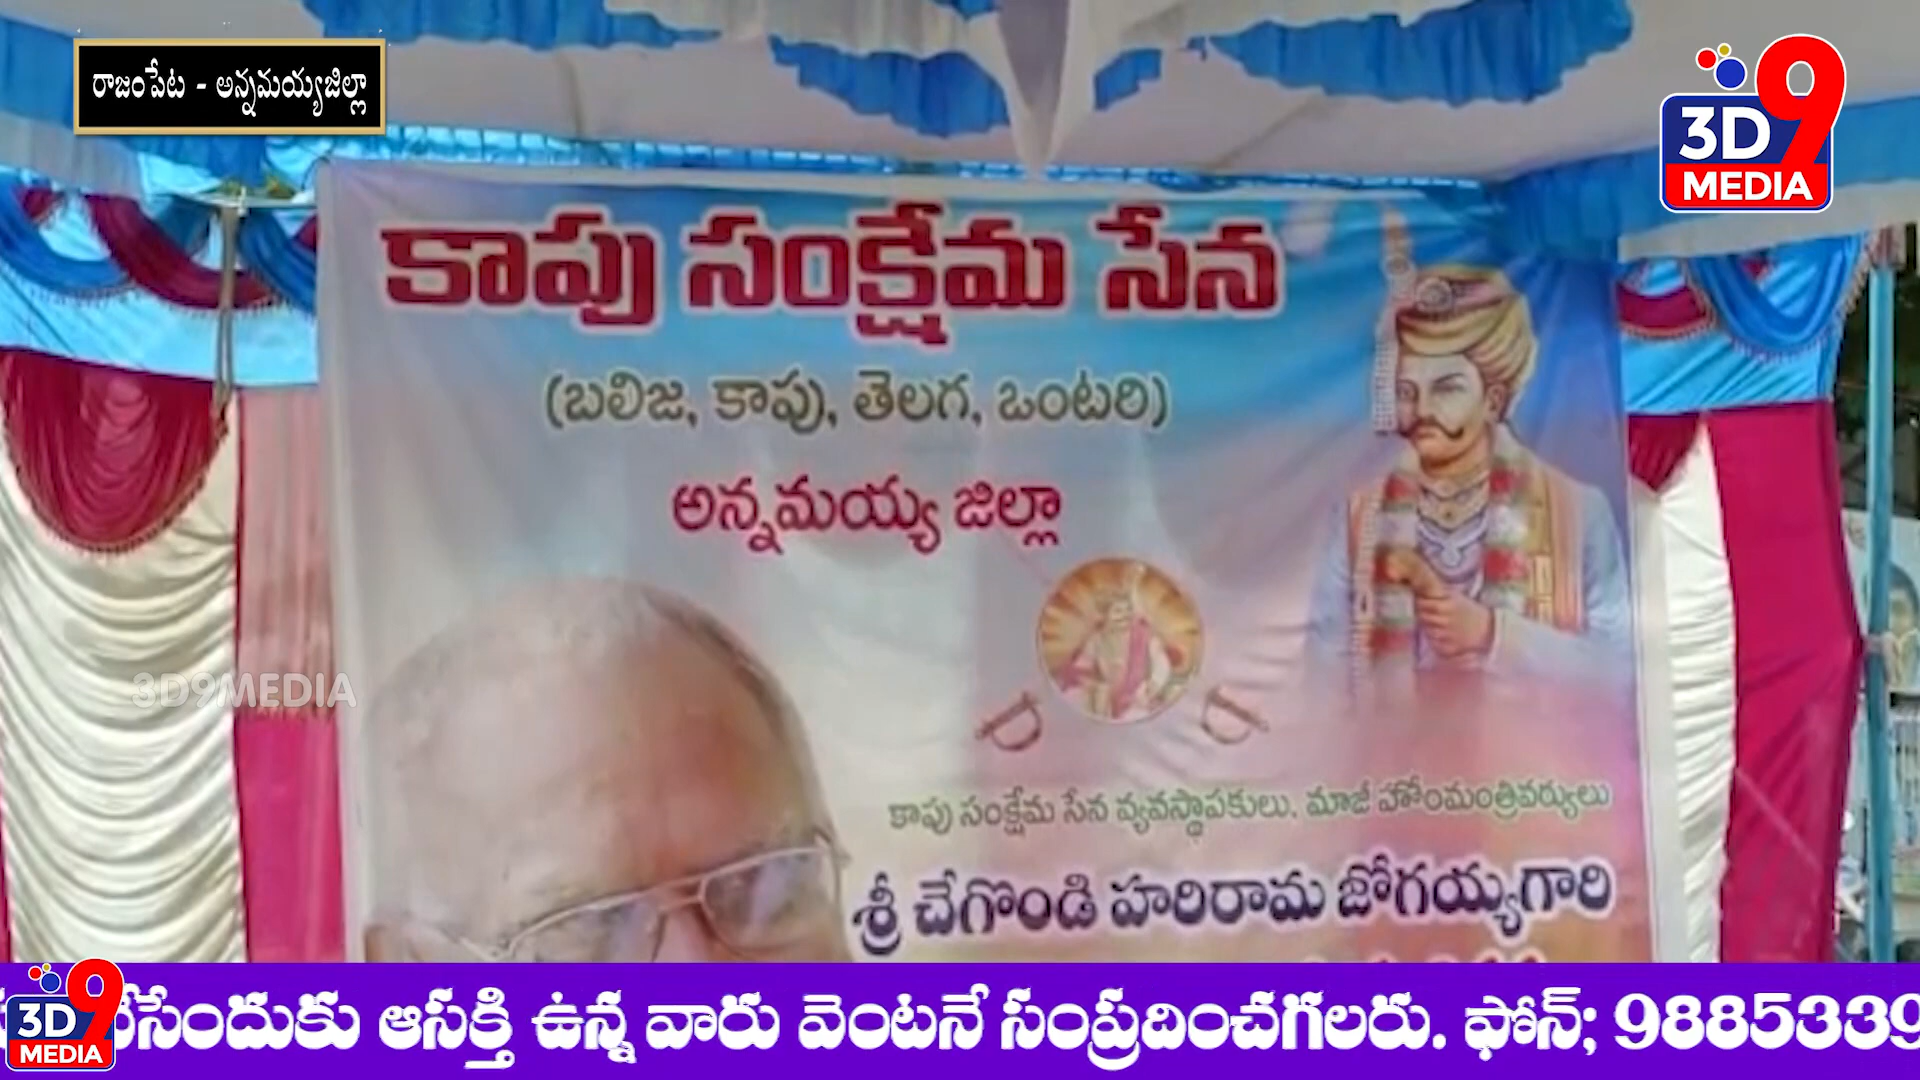 రాజంపేట - అన్నమయ్యజిల్లా
3D9
MEDIA
కాపు సంక్షేమ సేన
(బలిజ, కాపు, తెలగ, ఒంటరి)
అన్నమయ్య జిల్లా
3D9MEDIA
కాపు సంక్షేమ సేన వ్యవస్థాపకులు. మాజీ హోంమంత్రివర్యులు
శ్రీ చేగొండి హరిరామ జోగయ్యగారి
3D9
MEDIA
ఆసక్తి ఉన్న వారు వెంటనే సంప్రదించగలరు. ఫోన్; 9885339